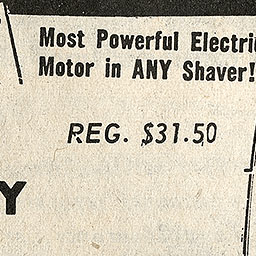 Most Powerful Electric
Motor in ANY Shaver!
REG. $31.50
Y